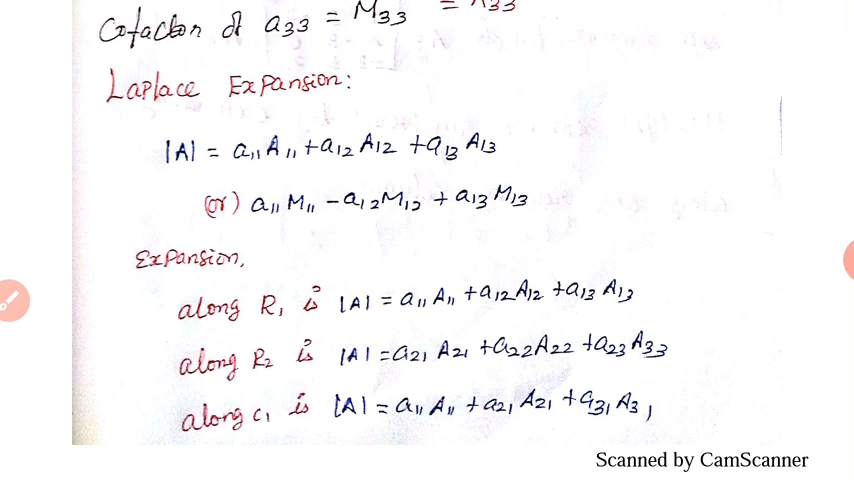 Cofactor of a33 = M33 = A33
Laplace Expansion:
|A| = a11 A11 + a12 A12 + a13 A13
(or) a11 M11 - a12 M12 + a13 M13
Expansion,
along R1 is |A| = a11 A11 + a12 A12 + a13 A13
along R2 is |A| = a21 A21 + a22 A22 + a23 A33
along C1 is |A| = a11 A11 + a21 A21 + a31 A31
Scanned by CamScanner